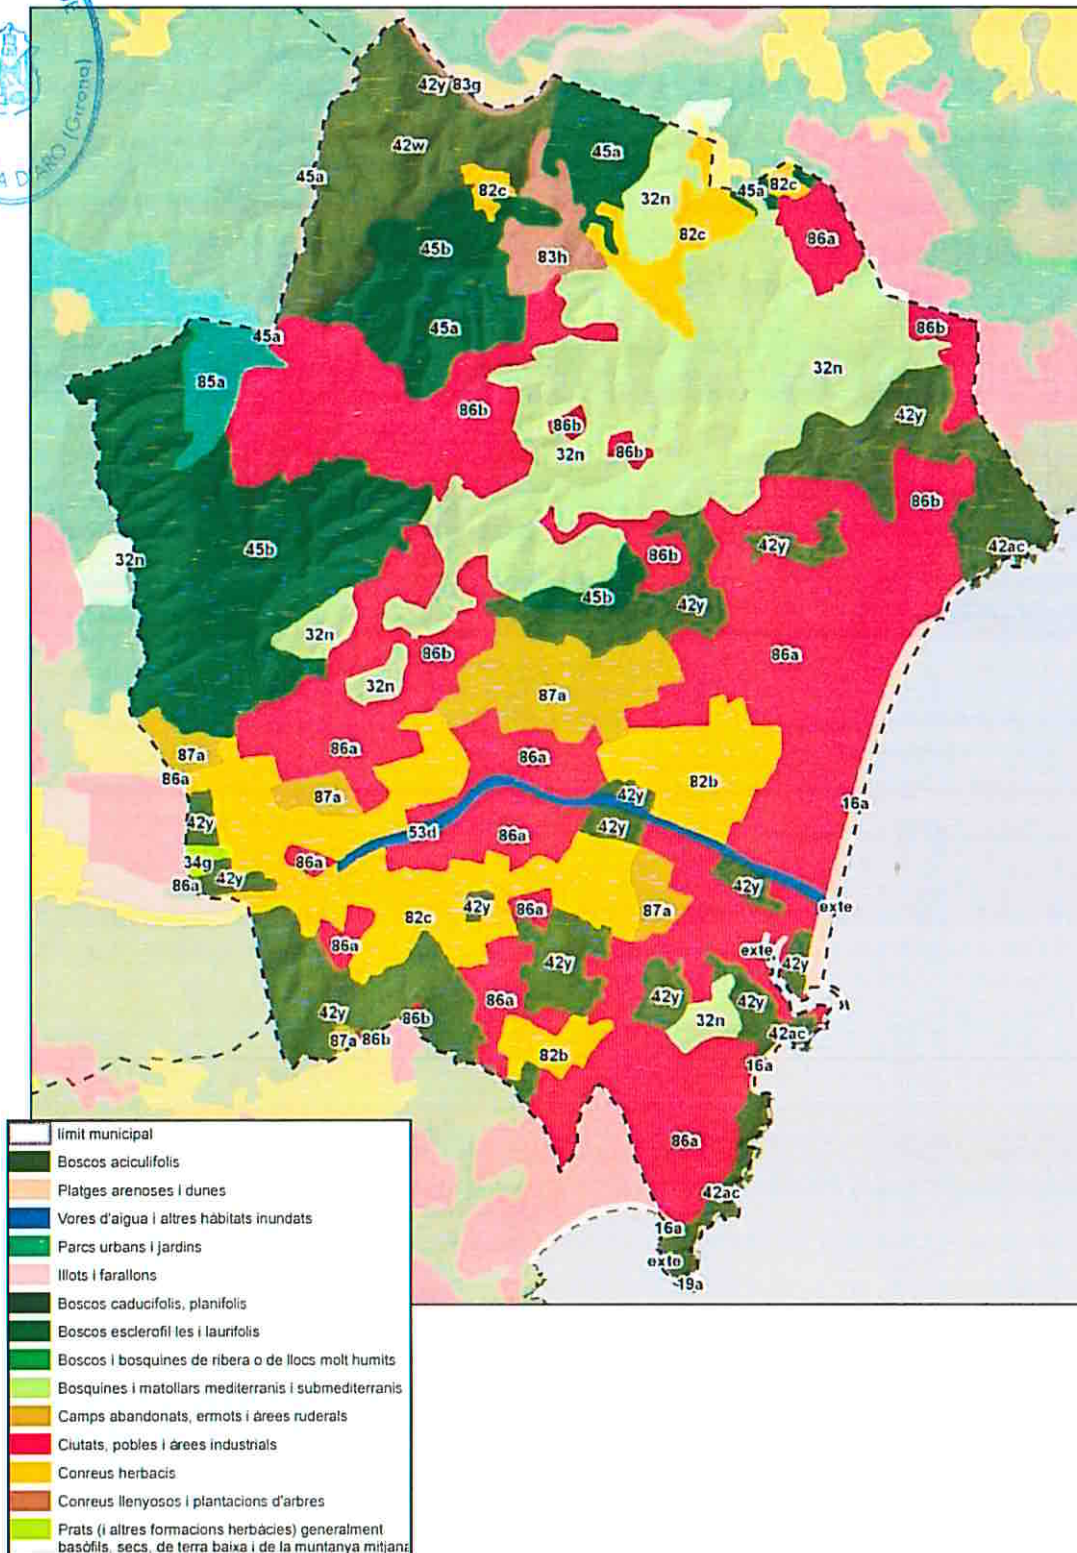 A D'ARO (Girona)
42y 83g
42w
45a
45a
82c
32n
45a
82c
82c
86a
45b
83h
45a
45a
86b
85a
32n
86b
86b
32n
86b
42y
86b
45b
32n
86b
42y
42ac
45b
42y
32n
86b
32n
86a
87a
87a
86a
86a
86a
87a
82b
42y
16a
42y
53d
86a
42y
34g
86a
86a
42y
42y
82c
42y
86a
87a
exte
86a
42y
exte
42y
42y
86a
42y
42y
86b
32n
42ac
87a
86b
82b
16a
86a
42ac
16a
exte
19a
límit municipal
Boscos aciculifolis
Platges arenoses i dunes
Vores d'aigua i altres hàbitats inundats
Parcs urbans i jardins
Illots i farallons
Boscos caducifolis, planifolis
Boscos esclerofil les i laurifolis
Boscos i bosquines de ribera o de llocs molt humits
Bosquines i matollars mediterranis i submediterranis
Camps abandonats, ermots i àrees ruderals
Ciutats, pobles i àrees industrials
Conreus herbacis
Conreus llenyosos i plantacions d'arbres
Prats (i altres formacions herbàcies) generalment
basòfils, secs, de terra baixa i de la muntanya mitjana